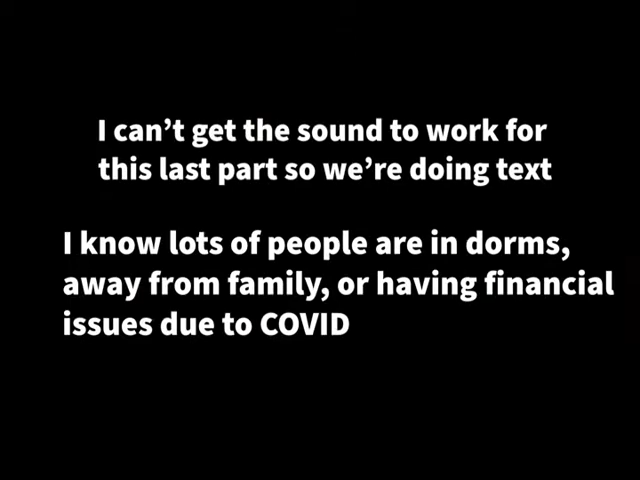 I can’t get the sound to work for
this last part so we’re doing text
I know lots of people are in dorms,
away from family, or having financial
issues due to COVID